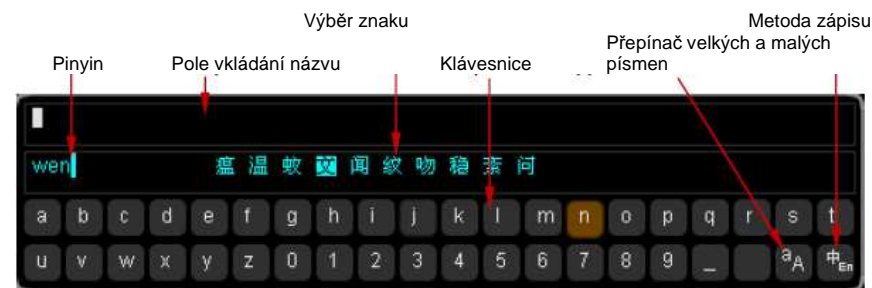 Výběr znaku
Metoda zápisu
Přepínač velkých a malých
písmen
Pinyin
Pole vkládání názvu
Klávesnice
wen
瘟 温 蚊 文 闻 纹 吻 稳 紊 问
a b c d e f g h i j k l m n o p q r s t
u v w x y z 0 1 2 3 4 5 6 7 8 9 _ aA 中En